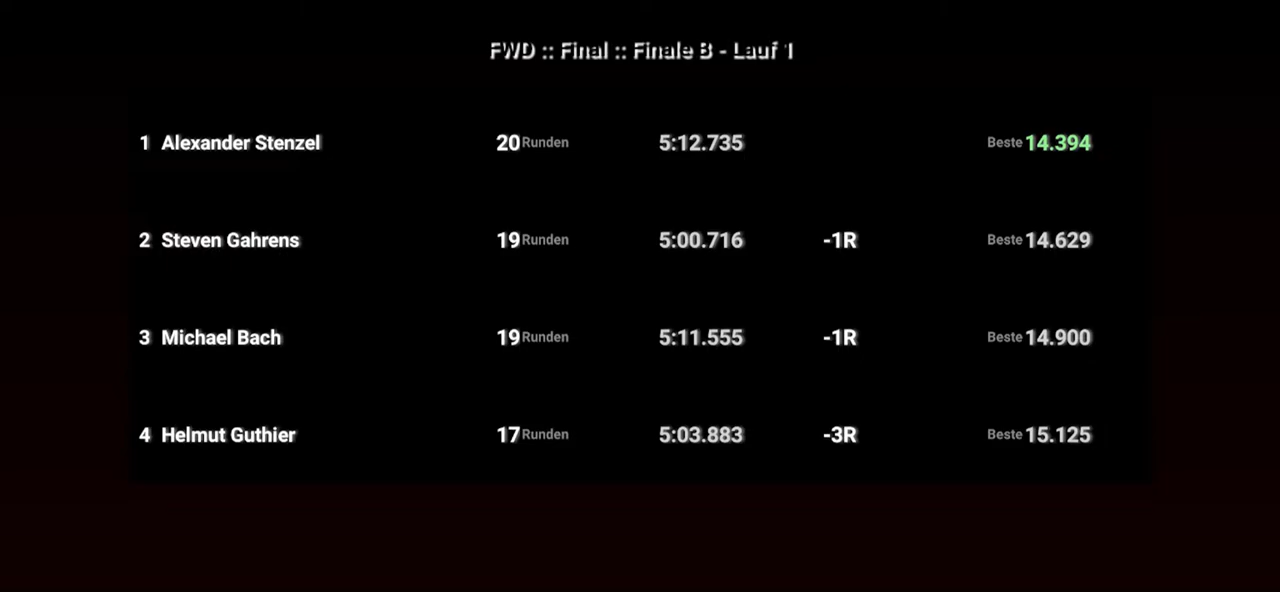 FWD :: Final :: Finale B - Lauf 1
1 Alexander Stenzel 20 Runden 5:12.735 Beste 14.394
2 Steven Gahrens 19 Runden 5:00.716 -1R Beste 14.629
3 Michael Bach 19 Runden 5:11.555 -1R Beste 14.900
4 Helmut Guthier 17 Runden 5:03.883 -3R Beste 15.125